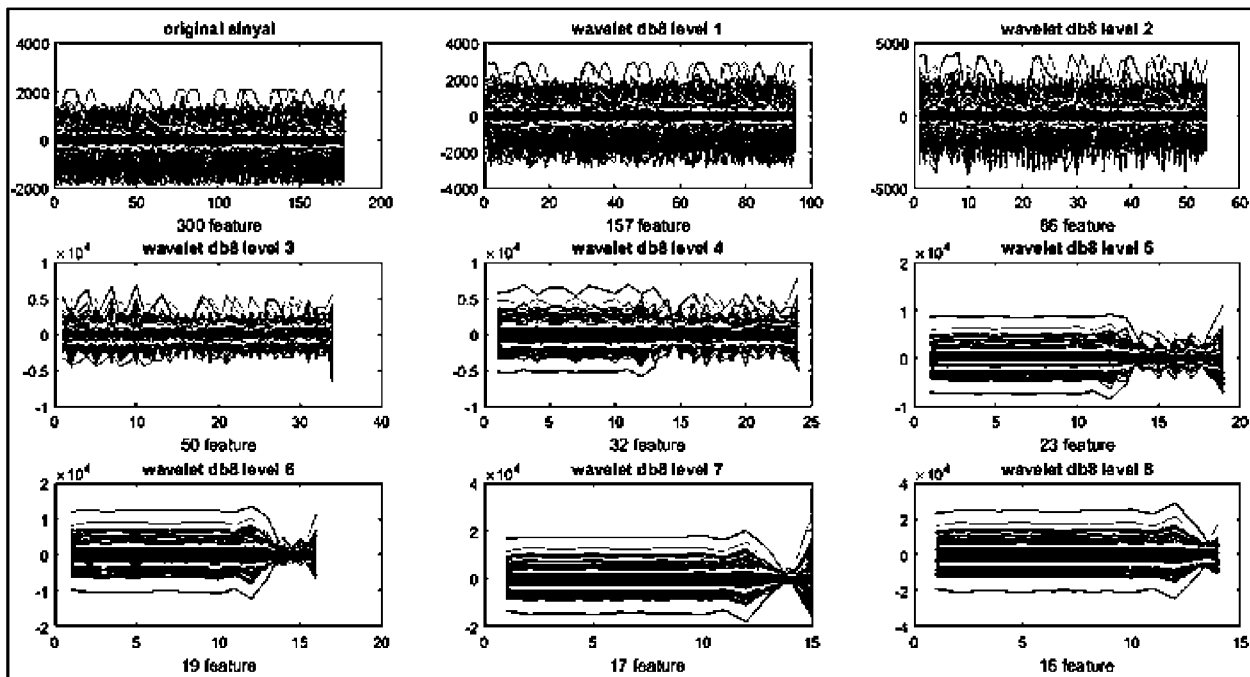 original sinyal
4000
2000
0
-2000
0 50 100 150 200
300 feature
wavelet db8 level 1
4000
2000
0
-2000
-4000
0 20 40 60 80 100
157 feature
wavelet db8 level 2
5000
0
-5000
0 10 20 30 40 50 60
86 feature
wavelet db8 level 3
×10⁴
1
0.5
0
-0.5
-1
0 10 20 30 40
50 feature
wavelet db8 level 4
×10⁴
1
0.5
0
-0.5
-1
0 5 10 15 20 25
32 feature
wavelet db8 level 5
×10⁴
2
1
0
-1
0 5 10 15 20
23 feature
wavelet db8 level 6
×10⁴
2
1
0
-1
-2
0 5 10 15 20
19 feature
wavelet db8 level 7
×10⁴
4
2
0
-2
0 5 10 15
17 feature
wavelet db8 level 8
×10⁴
4
2
0
-2
-4
0 5 10 15
16 feature